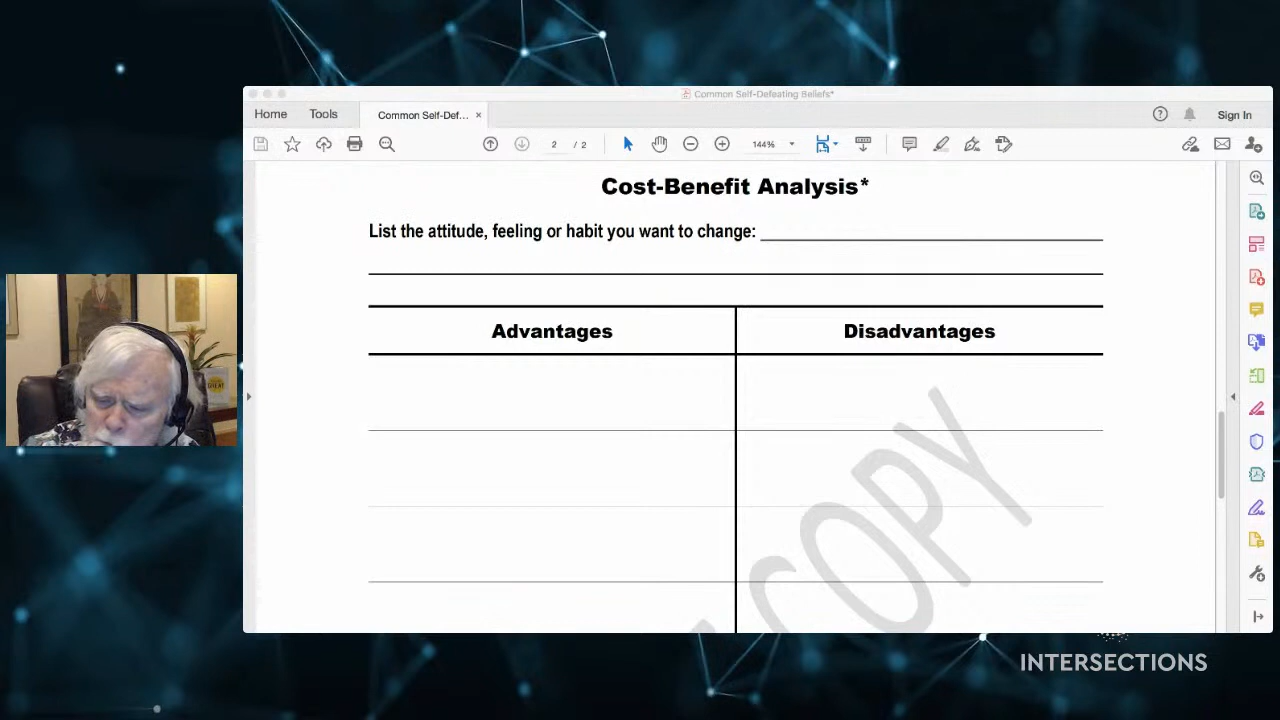 Common Self-Defeating Beliefs*
Home Tools Common Self-Def... × Sign In
2 / 2 144%
Cost-Benefit Analysis*
List the attitude, feeling or habit you want to change:
Advantages Disadvantages
COPY
INTERSECTIONS